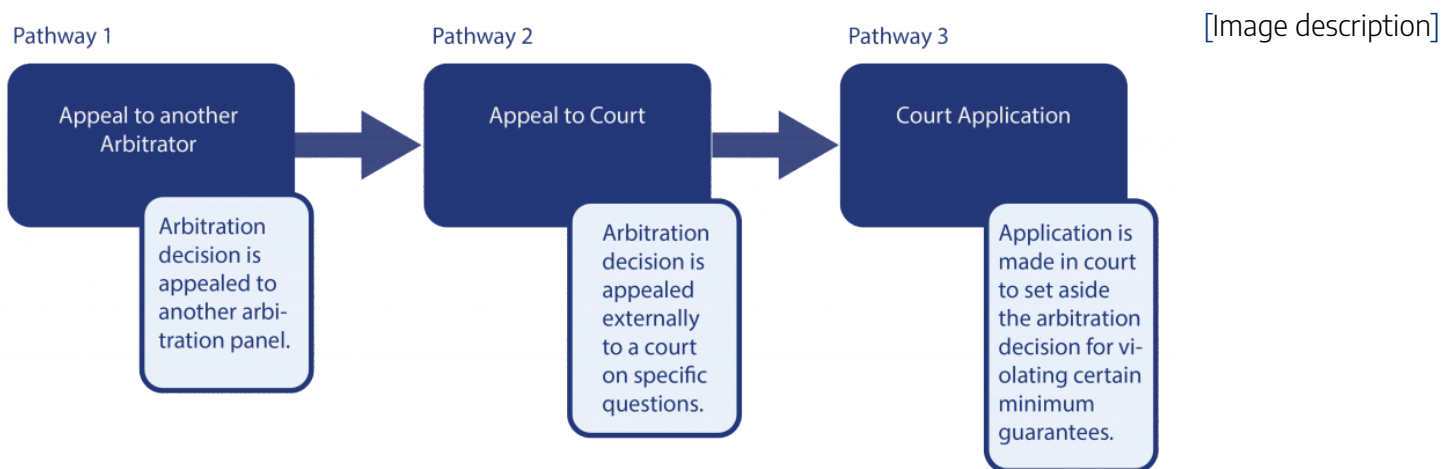 Pathway 1
Appeal to another
Arbitrator
Arbitration
decision is
appealed to
another arbi-
tration panel.
Pathway 2
Appeal to Court
Arbitration
decision is
appealed
externally
to a court
on specific
questions.
Pathway 3
Court Application
Application is
made in court
to set aside
the arbitration
decision for vi-
olating certain
minimum
guarantees.
[Image description]